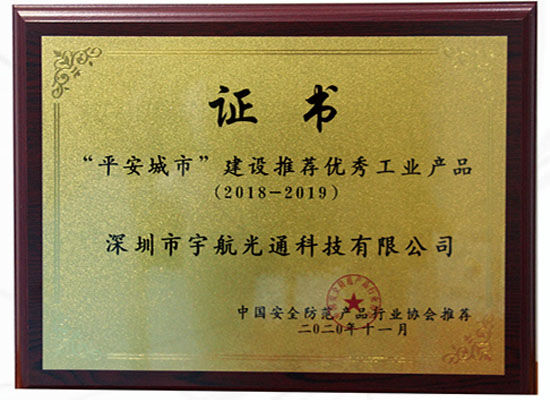 证 书
“平安城市”建设推荐优秀工业产品
(2018-2019)
深圳市宇航光通科技有限公司
中国安全防范产品行业协会推荐
二〇二〇年十一月